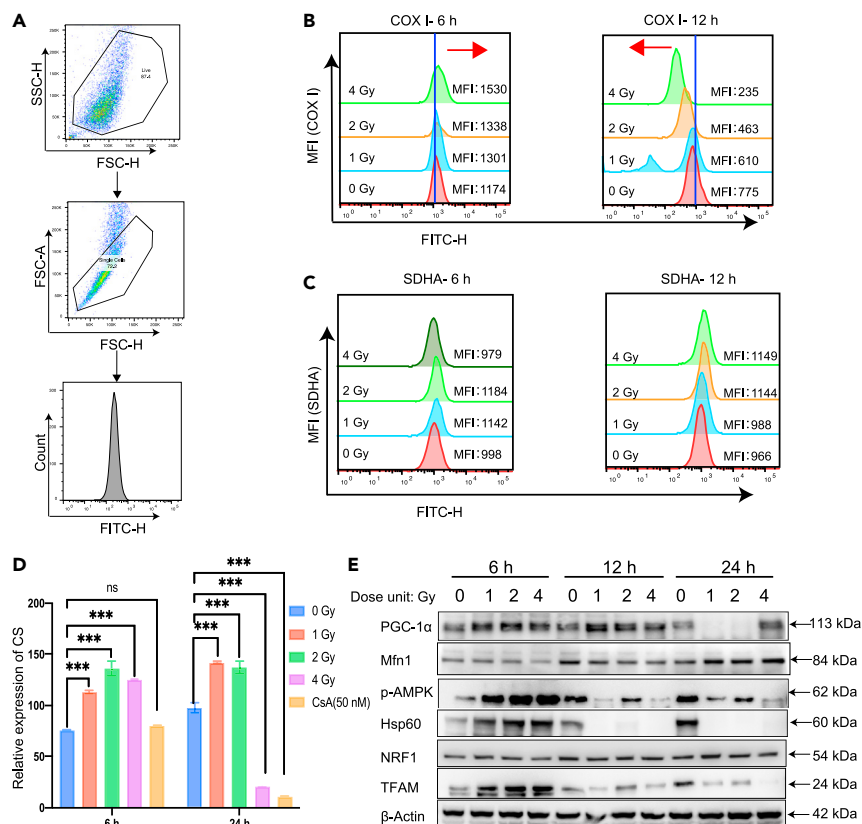 A
SSC-H
Live
87.4
FSC-H
FSC-A
Single Cells
FSC-H
Count
FITC-H
B
COX I- 6 h
COX I- 12 h
MFI (COX I)
4 Gy
MFI:1530
2 Gy
MFI:1338
1 Gy
MFI:1301
0 Gy
MFI:1174
4 Gy
MFI:235
2 Gy
MFI:463
1 Gy
MFI:610
0 Gy
MFI:775
FITC-H
C
SDHA- 6 h
SDHA- 12 h
MFI (SDHA)
4 Gy
MFI:979
2 Gy
MFI:1184
1 Gy
MFI:1142
0 Gy
MFI:998
4 Gy
MFI:1149
2 Gy
MFI:1144
1 Gy
MFI:988
0 Gy
MFI:966
FITC-H
D
Relative expression of CS
200
150
100
50
0
ns
***
***
***
***
***
***
***
6 h
24 h
0 Gy
1 Gy
2 Gy
4 Gy
CsA(50 nM)
E
6 h 12 h 24 h
Dose unit: Gy 0 1 2 4 0 1 2 4 0 1 2 4
PGC-1α 113 kDa
Mfn1 84 kDa
p-AMPK 62 kDa
Hsp60 60 kDa
NRF1 54 kDa
TFAM 24 kDa
β-Actin 42 kDa